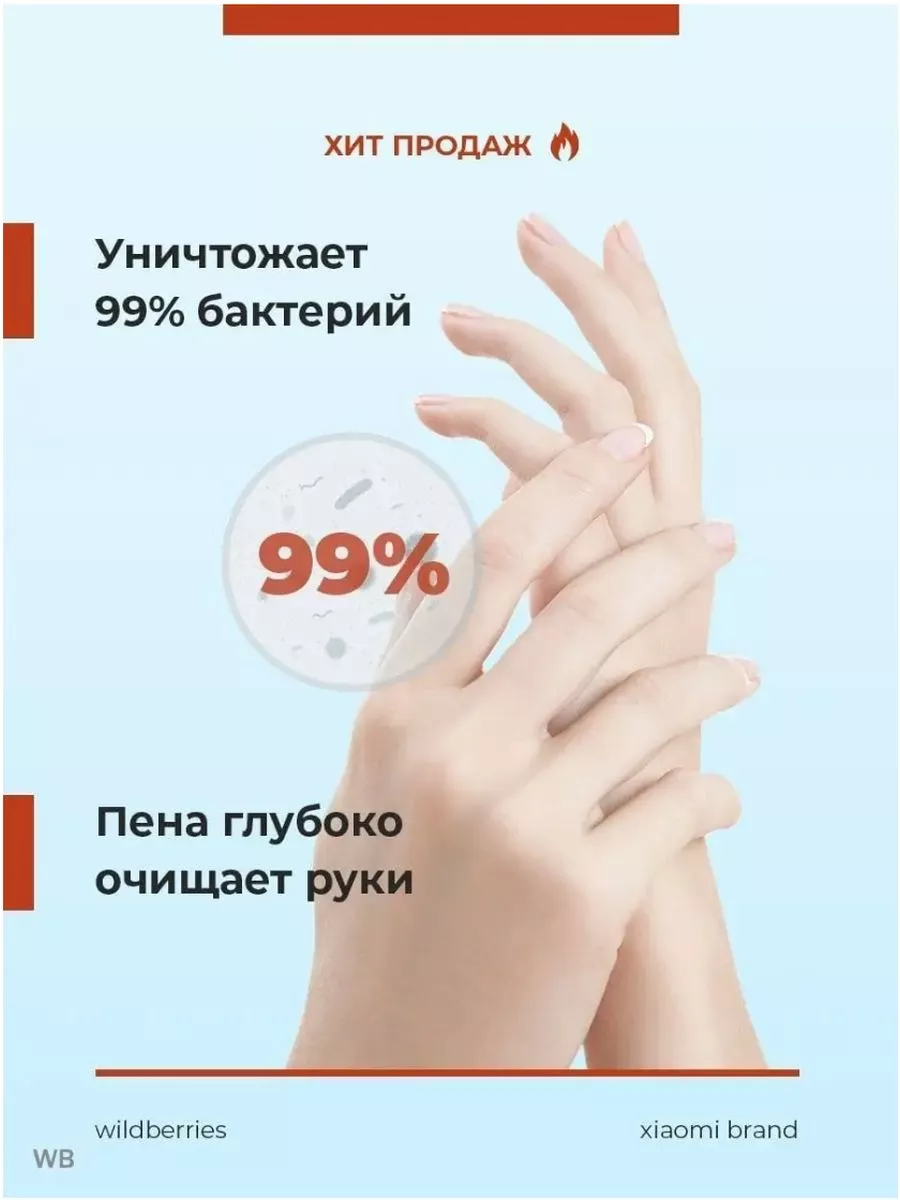 ХИТ ПРОДАЖ
Уничтожает
99% бактерий
99%
Пена глубоко
очищает руки
wildberries
xiaomi brand
WB